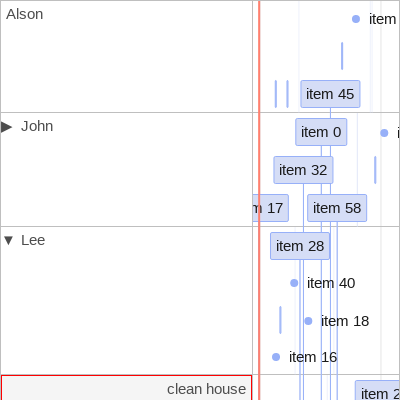 Alson
item
item 45
▶ John
item 0
item 32
17
item 58
▼ Lee
item 28
item 40
item 18
item 16
clean house
item 2